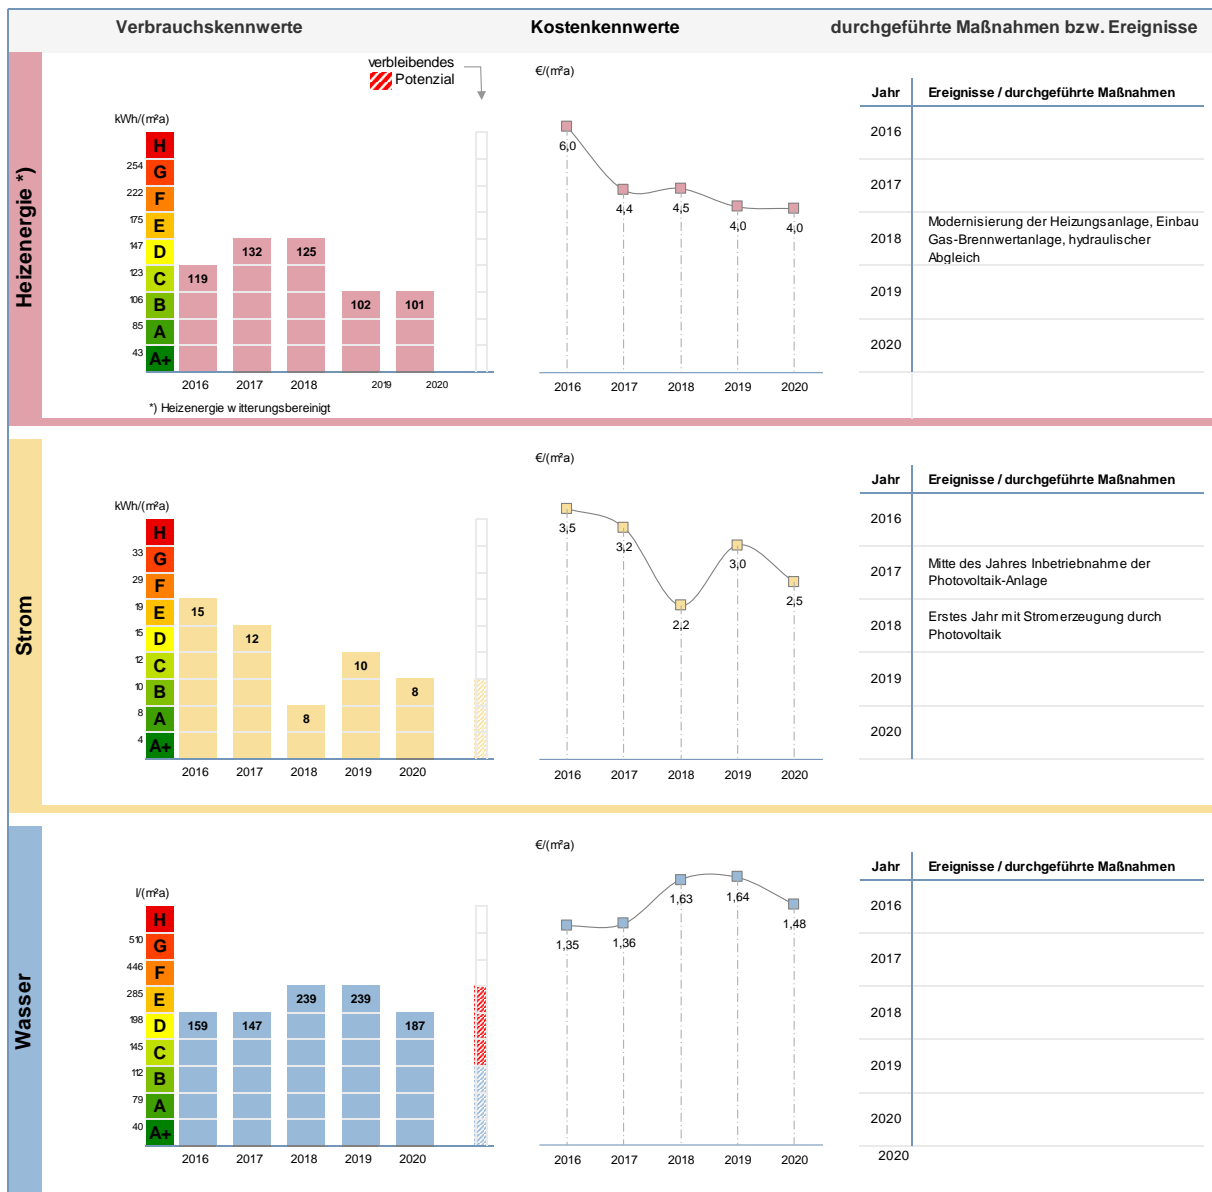 Verbrauchskennwerte
Kostenkennwerte
durchgeführte Maßnahmen bzw. Ereignisse
Heizenergie *)
verbleibendes
Potenzial
kWh/(m²a)
H
254
G
222
F
175
E
147
D
123
C
106
B
85
A
43
A+
119
132
125
102
101
2016 2017 2018 2019 2020
*) Heizenergie witterungsbereinigt
€/(m²a)
6,0
4,4
4,5
4,0
4,0
2016 2017 2018 2019 2020
Jahr Ereignisse / durchgeführte Maßnahmen
2016
2017
2018
Modernisierung der Heizungsanlage, Einbau
Gas-Brennwertanlage, hydraulischer
Abgleich
2019
2020
Strom
kWh/(m²a)
H
33
G
29
F
19
E
15
D
12
C
10
B
8
A
4
A+
15
12
8
10
8
2016 2017 2018 2019 2020
€/(m²a)
3,5
3,2
2,2
3,0
2,5
2016 2017 2018 2019 2020
Jahr Ereignisse / durchgeführte Maßnahmen
2016
2017
Mitte des Jahres Inbetriebnahme der
Photovoltaik-Anlage
2018
Erstes Jahr mit Stromerzeugung durch
Photovoltaik
2019
2020
Wasser
l/(m²a)
H
510
G
446
F
285
E
198
D
145
C
112
B
79
A
40
A+
159
147
239
239
187
2016 2017 2018 2019 2020
€/(m²a)
1,35
1,36
1,63
1,64
1,48
2016 2017 2018 2019 2020
Jahr Ereignisse / durchgeführte Maßnahmen
2016
2017
2018
2019
2020
2020